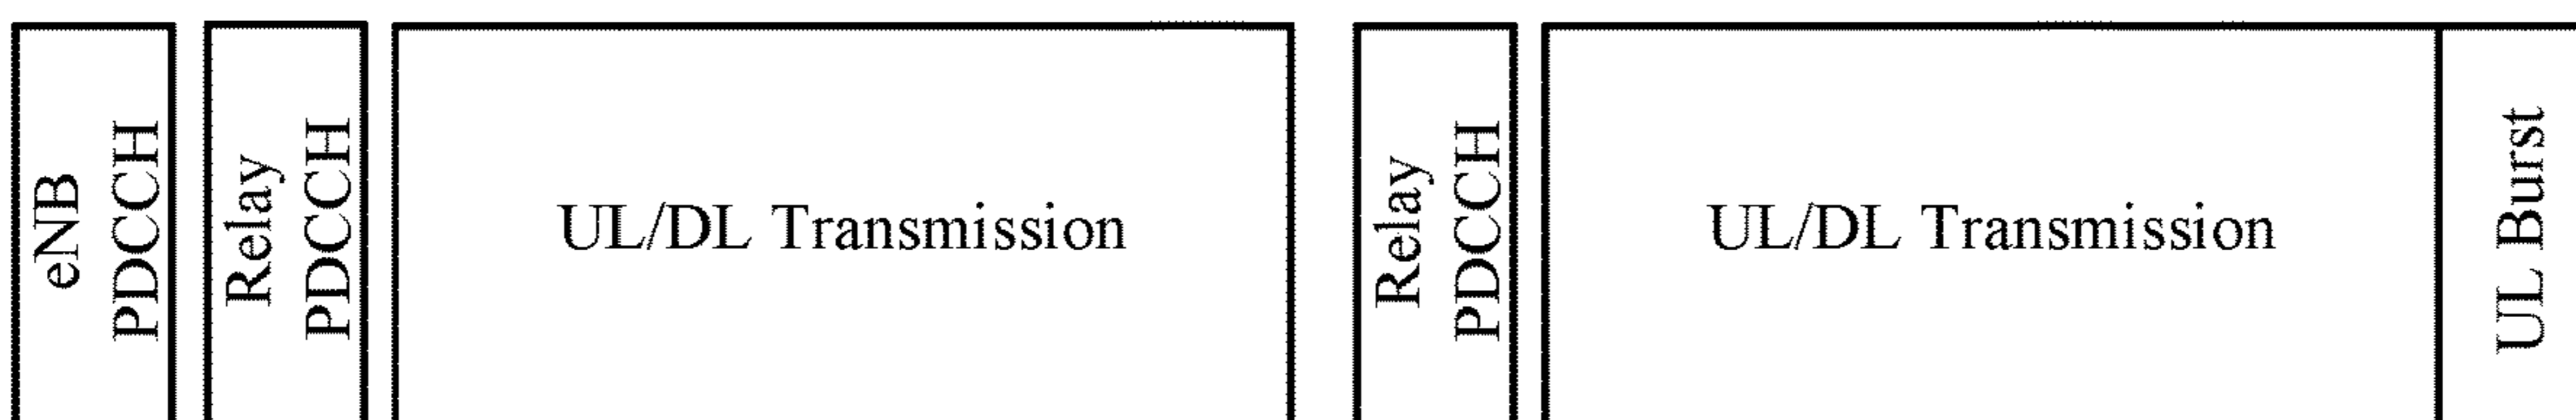 eNB
PDCCH
Relay
PDCCH
UL/DL Transmission
Relay
PDCCH
UL/DL Transmission
UL Burst